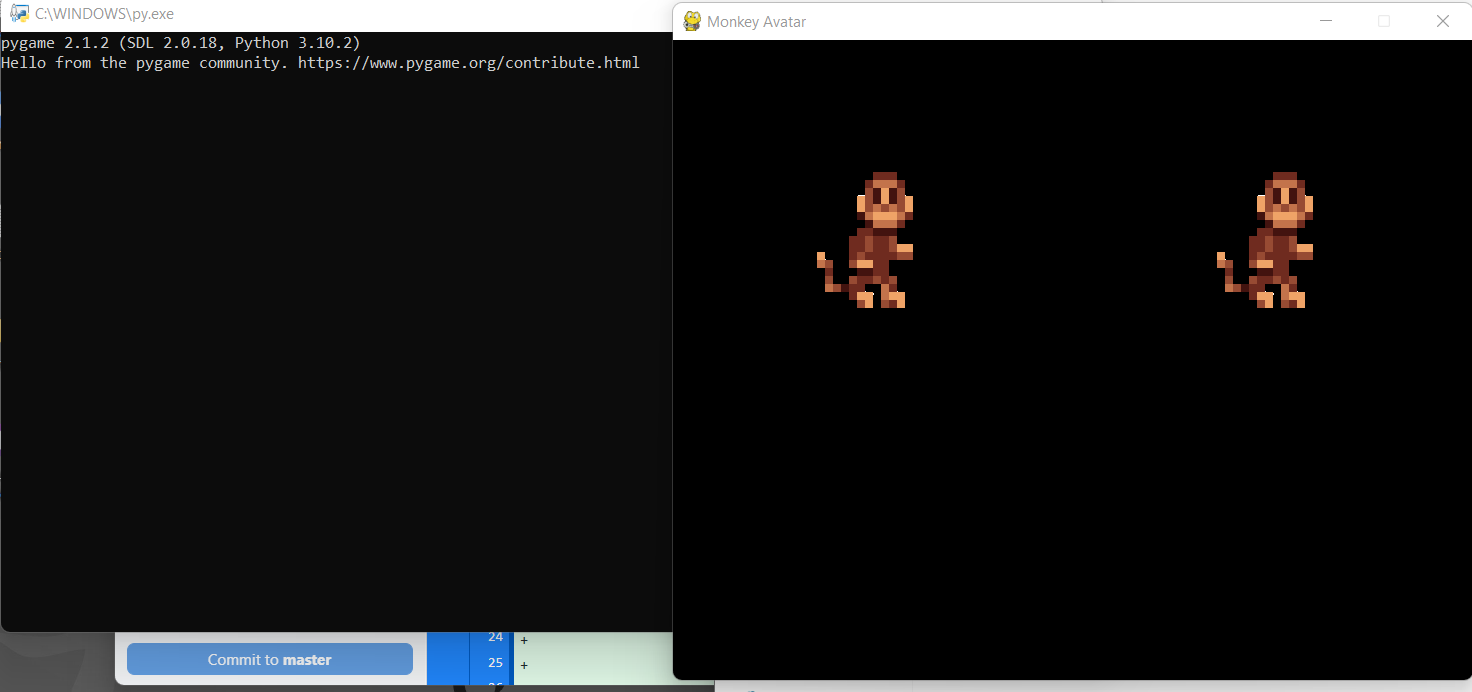 C:\WINDOWS\py.exe
pygame 2.1.2 (SDL 2.0.18, Python 3.10.2)
Hello from the pygame community. https://www.pygame.org/contribute.html
Monkey Avatar
Commit to master
24 +
25 +